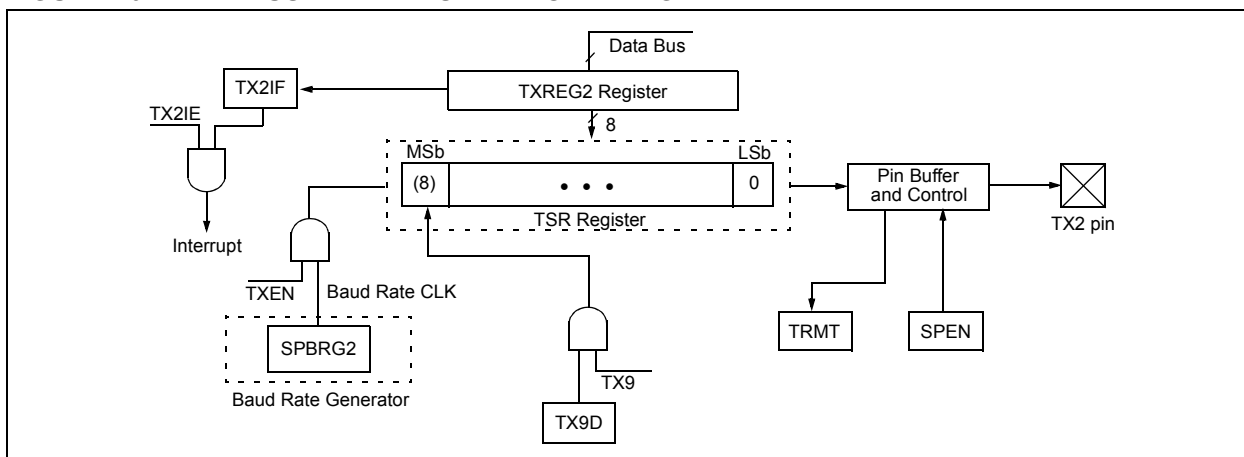 Data Bus
TX2IF
TXREG2 Register
TX2IE
8
MSb
LSb
(8)
• • •
0
Pin Buffer
and Control
TSR Register
TX2 pin
Interrupt
TXEN
Baud Rate CLK
TRMT
SPEN
SPBRG2
TX9
Baud Rate Generator
TX9D